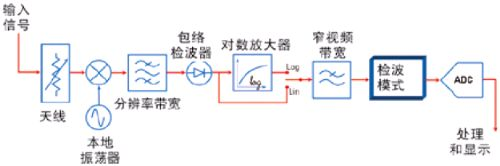 输入
信号
天线
本地
振荡器
分辨率带宽
包络
检波器
对数放大器
log
Log
Lin
窄视频
带宽
检波
模式
ADC
处理
和显示